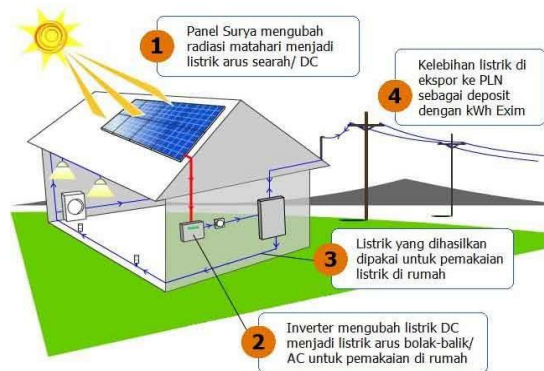 1
Panel Surya mengubah
radiasi matahari menjadi
listrik arus searah/ DC
4
Kelebihan listrik di
ekspor ke PLN
sebagai deposit
dengan kWh Exim
3
Listrik yang dihasilkan
dipakai untuk pemakaian
listrik di rumah
2
Inverter mengubah listrik DC
menjadi listrik arus bolak-balik/
AC untuk pemakaian di rumah